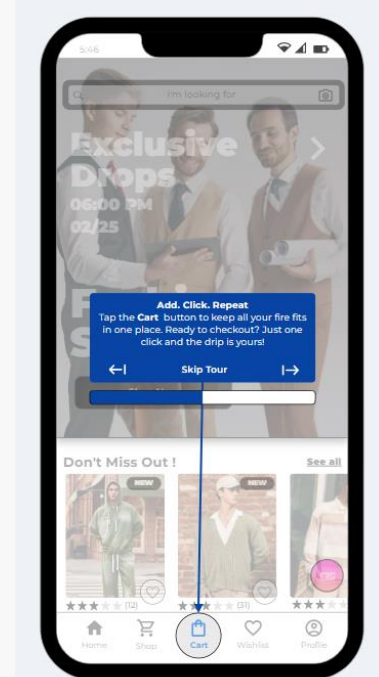 5:46
I'm looking for
Exclusive
Drops
06:00 PM
02/25
Add. Click. Repeat
Tap the Cart button to keep all your fire fits
in one place. Ready to checkout? Just one
click and the drip is yours!
Skip Tour
Don't Miss Out !
See all
NEW
NEW
(12)
(31)
Home
Shop
Cart
Wishlist
Profile